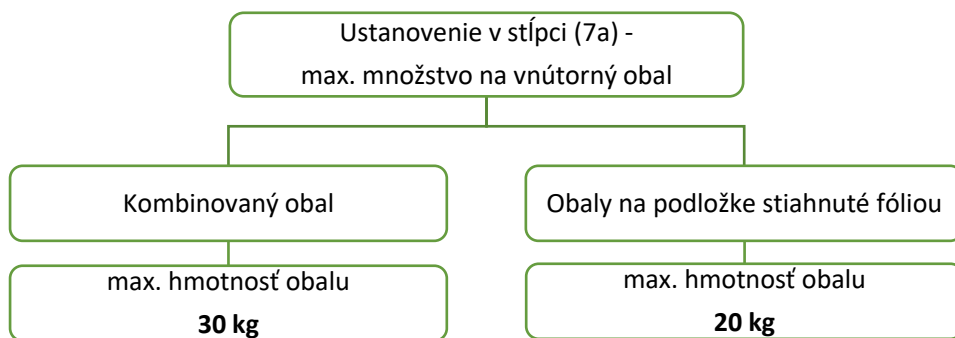 Ustanovenie v stĺpci (7a) -
max. množstvo na vnútorný obal
Kombinovaný obal
Obaly na podložke stiahnuté fóliou
max. hmotnosť obalu
30 kg
max. hmotnosť obalu
20 kg